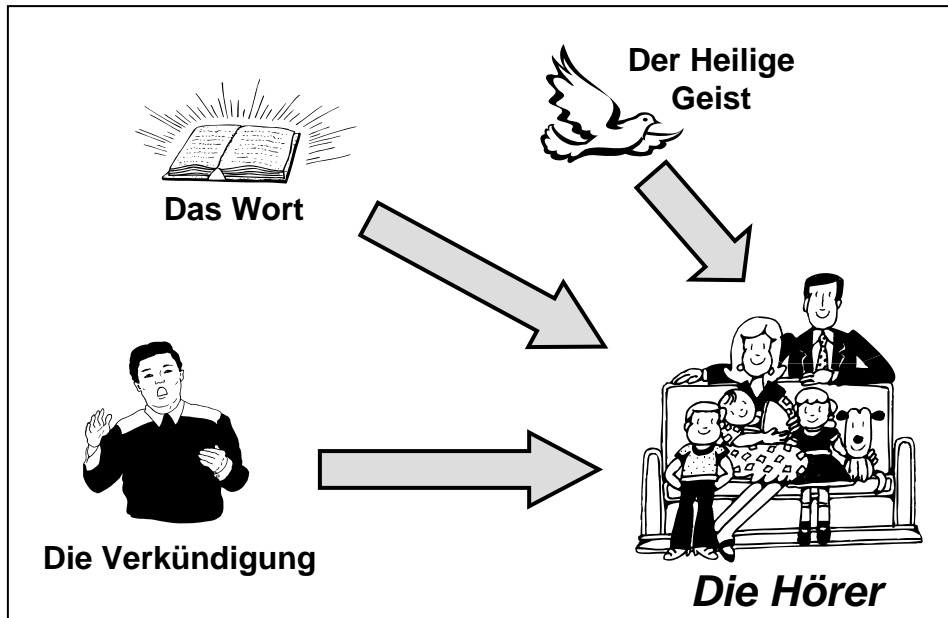 Der Heilige
Geist
Das Wort
Die Verkündigung
Die Hörer